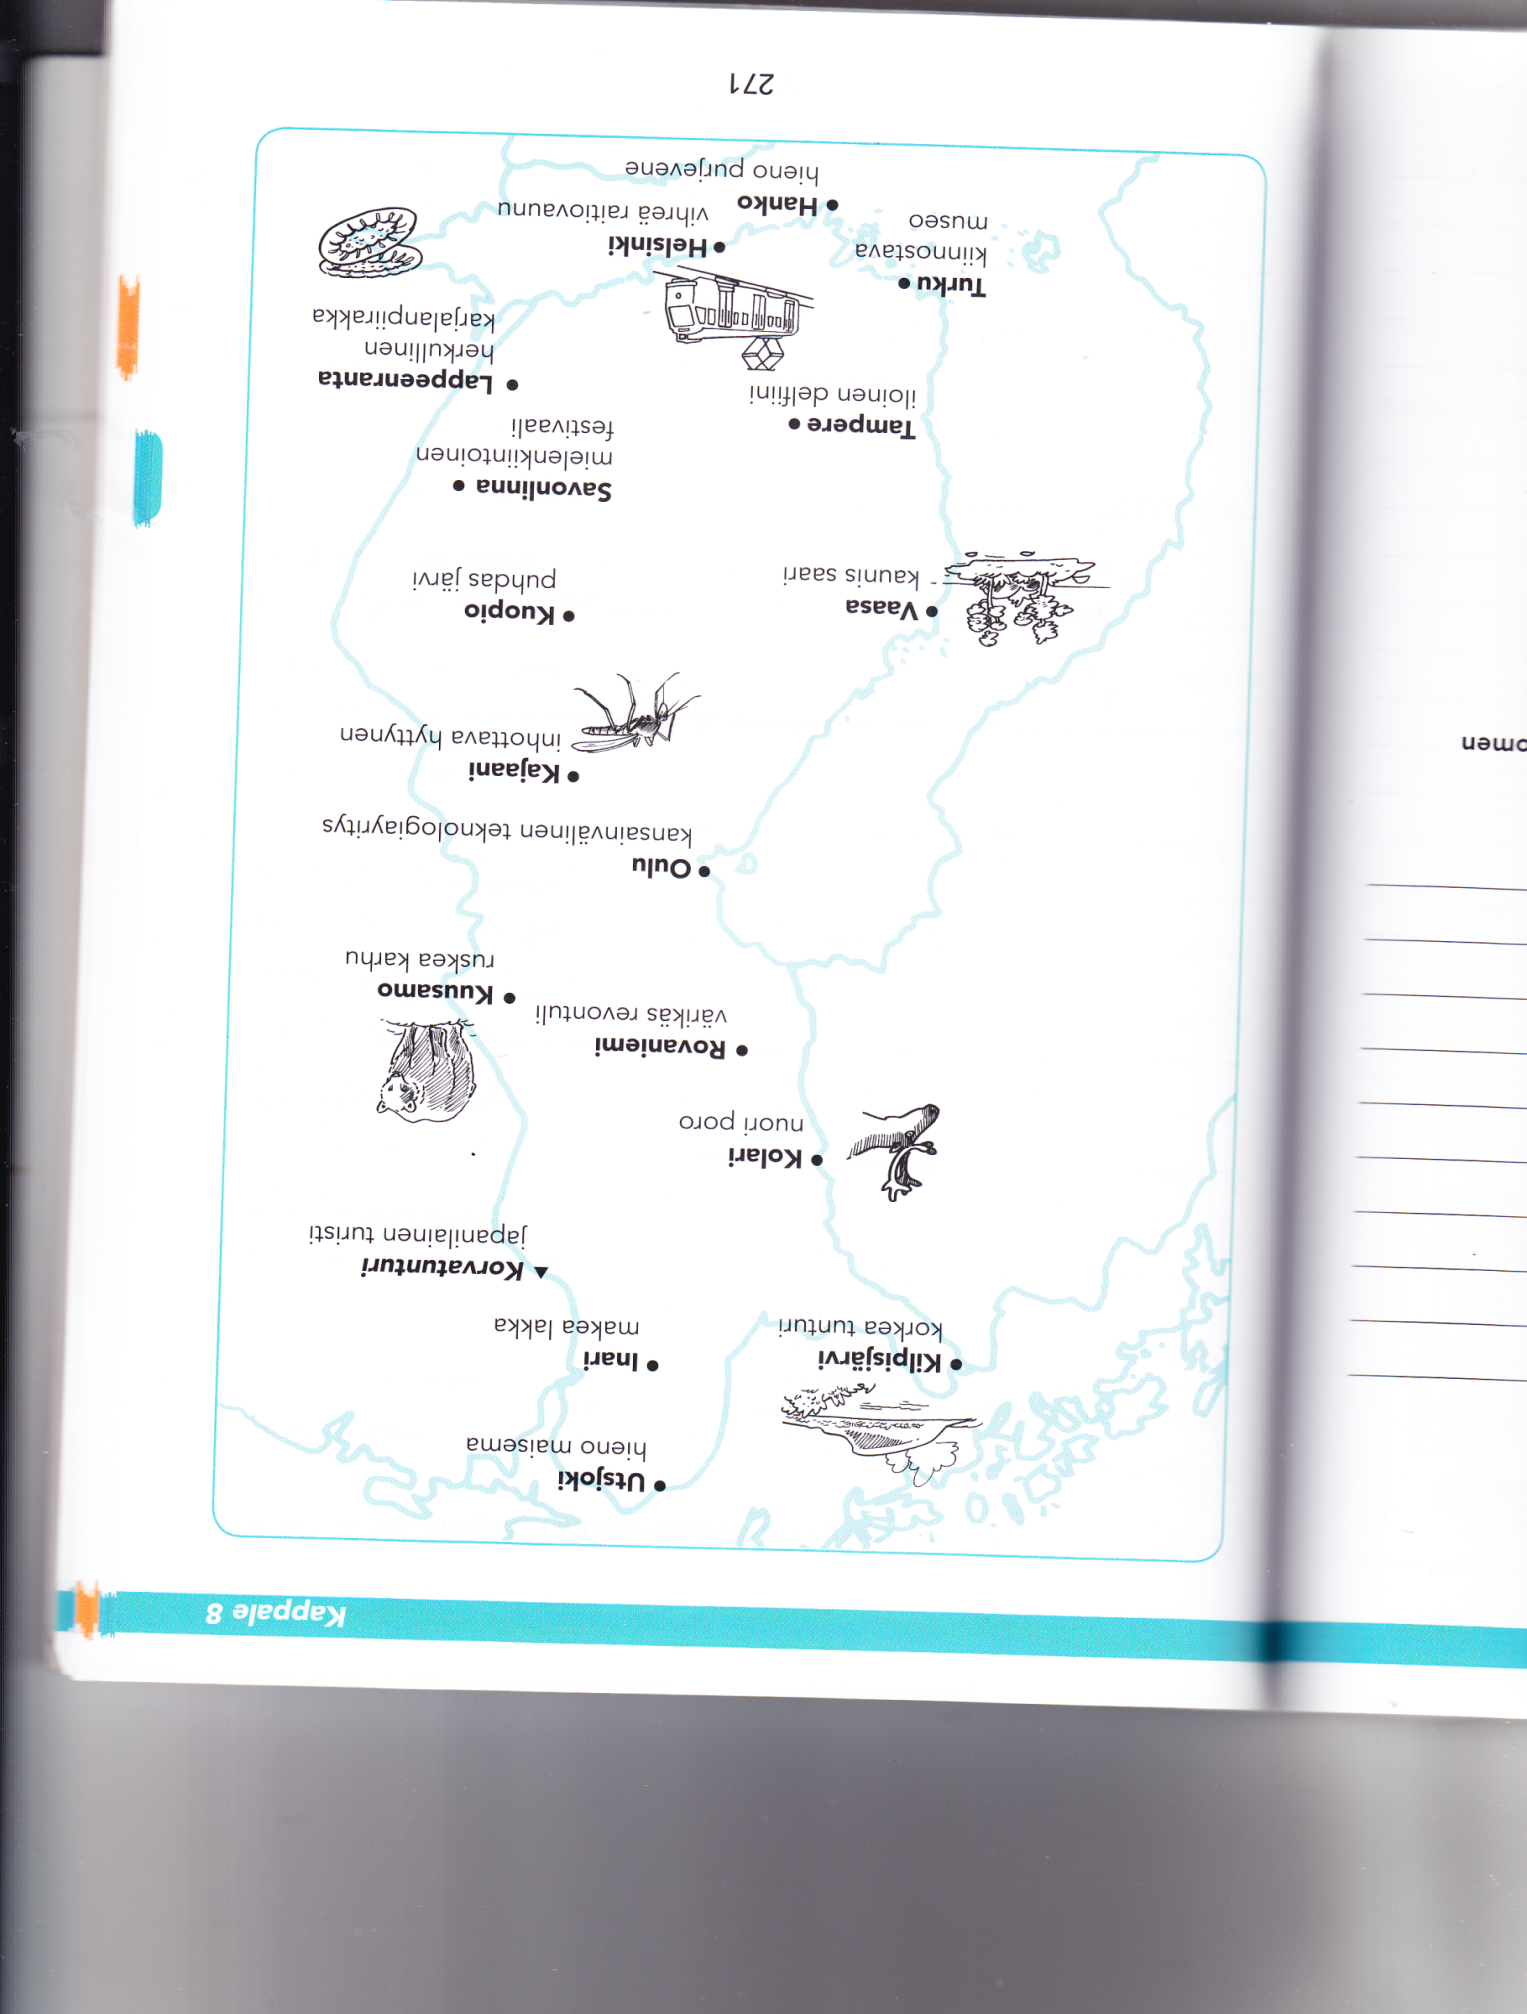 Kappale 8
• Utsjoki
hieno maisema
• Kilpisjärvi
korkea tunturi
• Inari
makea lakka
▲ Korvatunturi
japanilainen turisti
• Kolari
nuori poro
• Rovaniemi
värikäs revontuli
• Kuusamo
ruskea karhu
• Oulu
kansainvälinen teknologiayritys
• Kajaani
inhottava hyttynen
• Vaasa
kaunis saari
• Kuopio
puhdas järvi
Savonlinna •
mielenkiintoinen
festivaali
Tampere •
iloinen delfiini
• Lappeenranta
herkullinen
karjalanpiirakka
Turku •
kiinnostava
museo
• Helsinki
vihreä raitiovaunu
• Hanko
hieno purjevene
271
omen